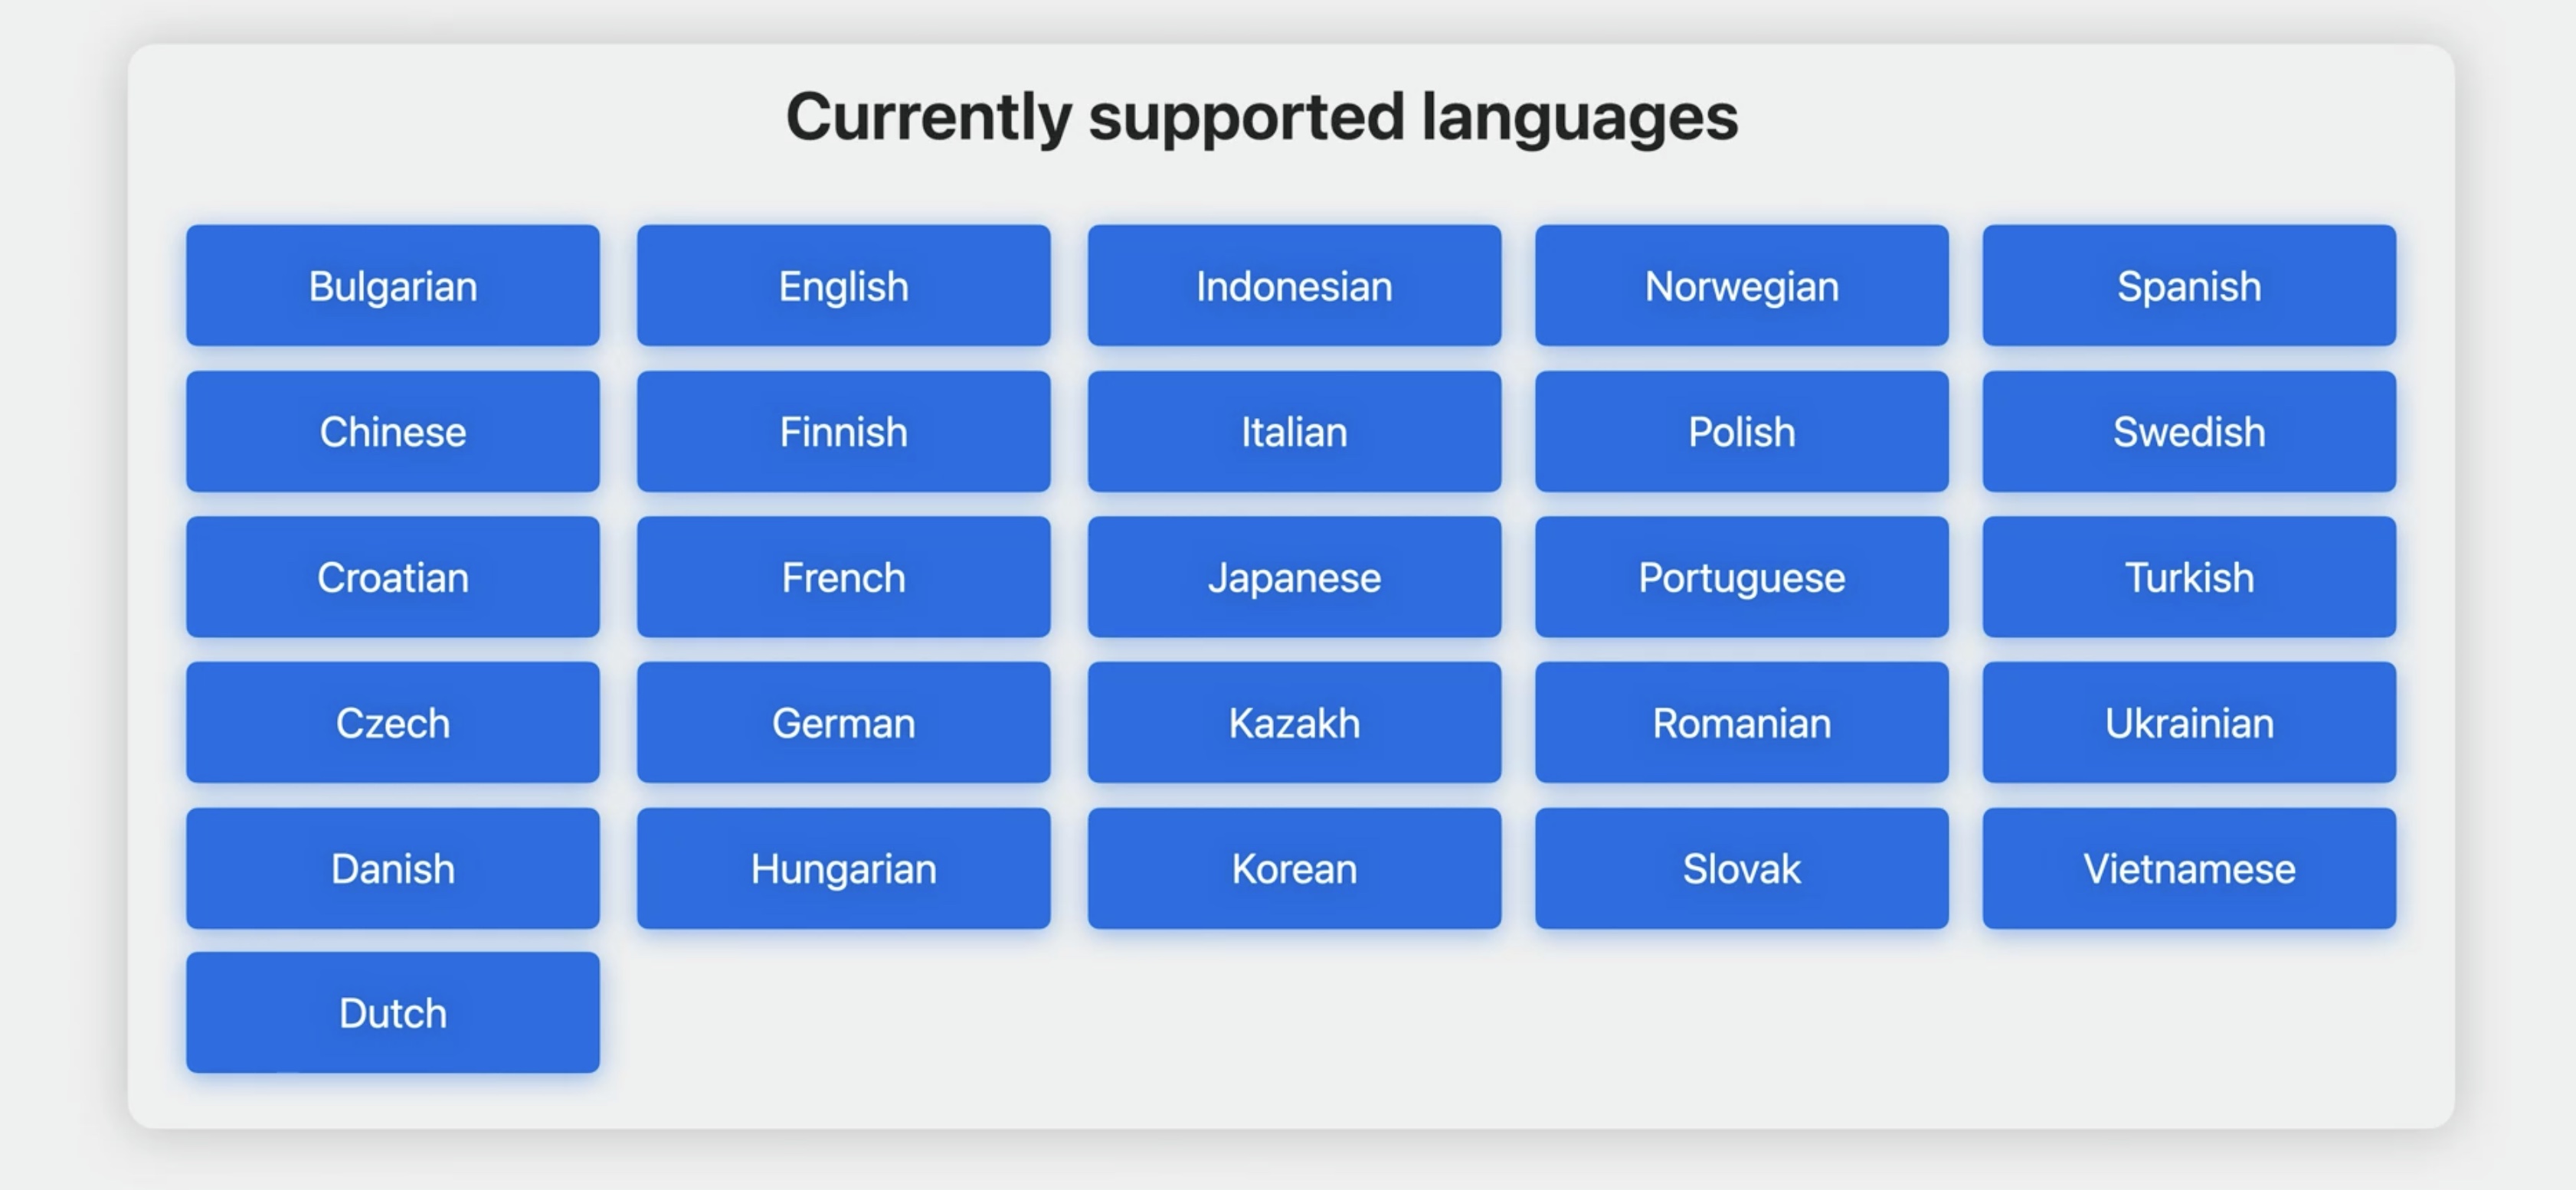 Currently supported languages
Bulgarian English Indonesian Norwegian Spanish
Chinese Finnish Italian Polish Swedish
Croatian French Japanese Portuguese Turkish
Czech German Kazakh Romanian Ukrainian
Danish Hungarian Korean Slovak Vietnamese
Dutch